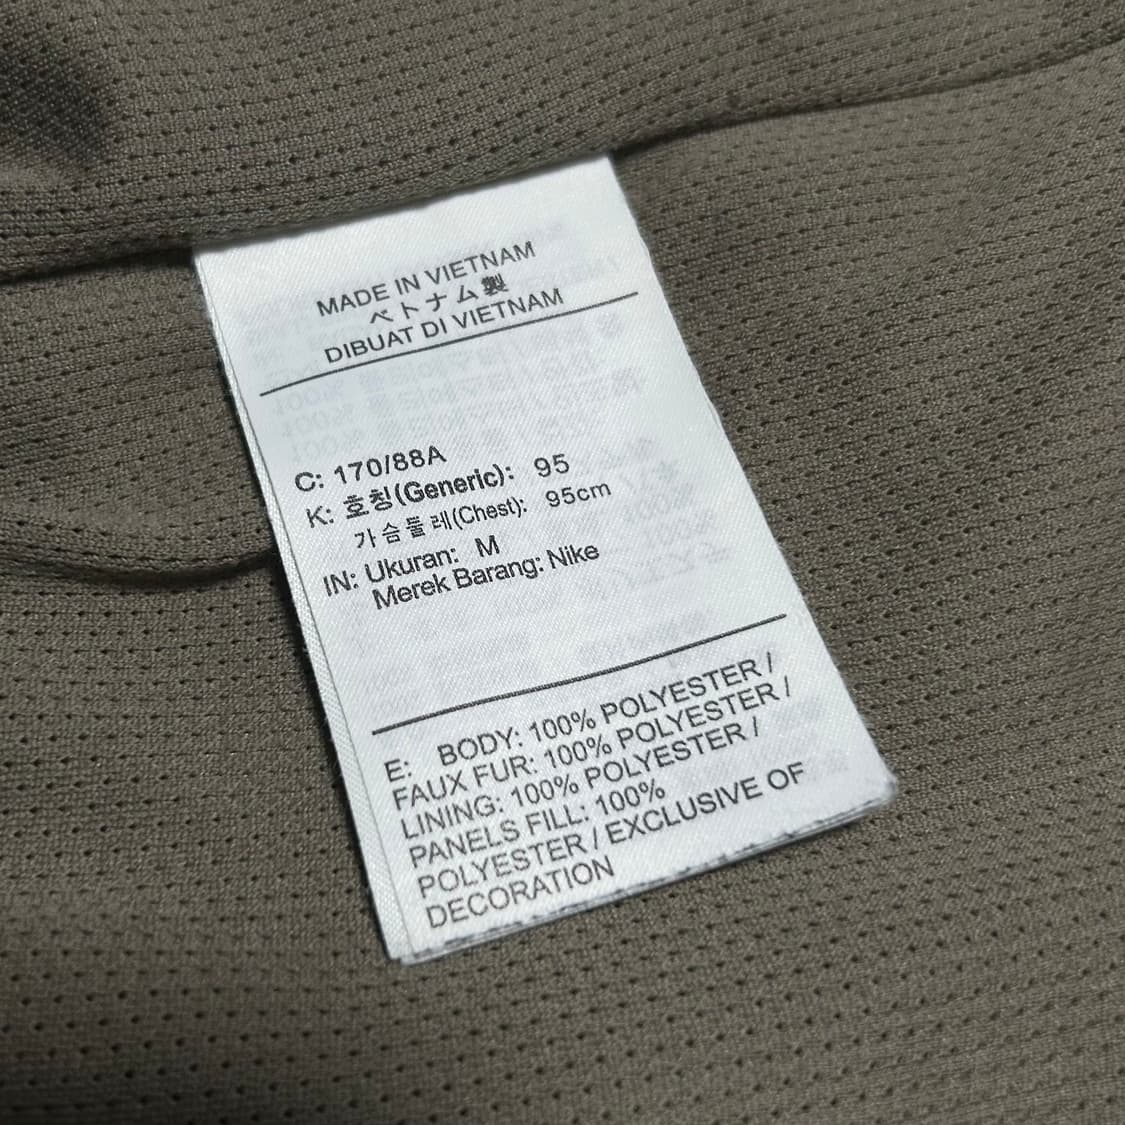 MADE IN VIETNAM
ベトナム製
DIBUAT DI VIETNAM
C: 170/88A
K: 호칭(Generic): 95
가슴둘레(Chest): 95cm
IN: Ukuran: M
Merek Barang: Nike
E: BODY: 100% POLYESTER /
FAUX FUR: 100% POLYESTER /
LINING: 100% POLYESTER /
PANELS FILL: 100%
POLYESTER / EXCLUSIVE OF
DECORATION